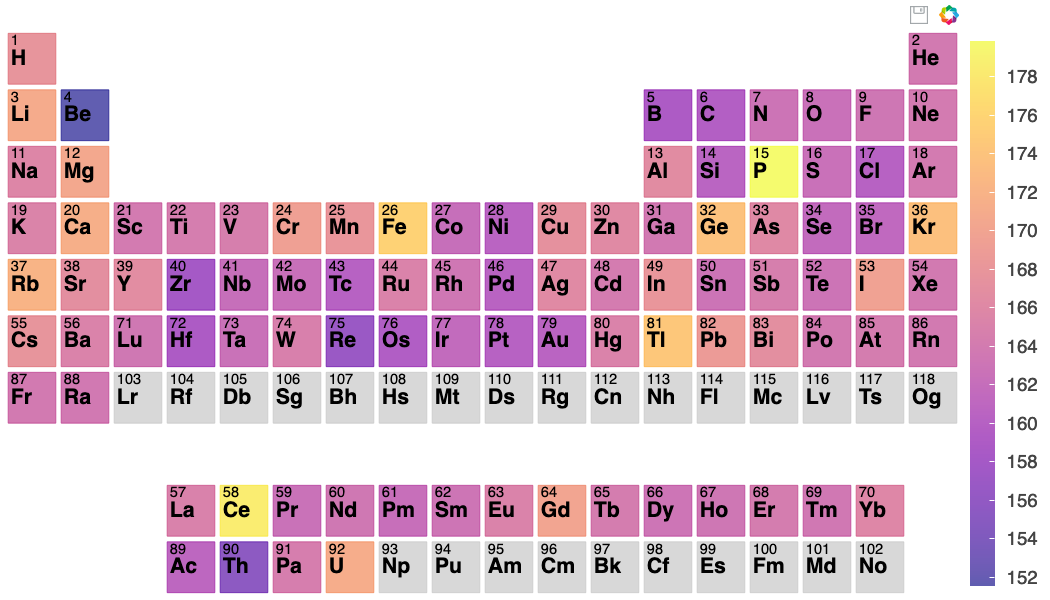 1 2
H He
3 4 5 6 7 8 9 10
Li Be B C N O F Ne
11 12 13 14 15 16 17 18
Na Mg Al Si P S Cl Ar
19 20 21 22 23 24 25 26 27 28 29 30 31 32 33 34 35 36
K Ca Sc Ti V Cr Mn Fe Co Ni Cu Zn Ga Ge As Se Br Kr
37 38 39 40 41 42 43 44 45 46 47 48 49 50 51 52 53 54
Rb Sr Y Zr Nb Mo Tc Ru Rh Pd Ag Cd In Sn Sb Te I Xe
55 56 71 72 73 74 75 76 77 78 79 80 81 82 83 84 85 86
Cs Ba Lu Hf Ta W Re Os Ir Pt Au Hg Tl Pb Bi Po At Rn
87 88 103 104 105 106 107 108 109 110 111 112 113 114 115 116 117 118
Fr Ra Lr Rf Db Sg Bh Hs Mt Ds Rg Cn Nh Fl Mc Lv Ts Og
57 58 59 60 61 62 63 64 65 66 67 68 69 70
La Ce Pr Nd Pm Sm Eu Gd Tb Dy Ho Er Tm Yb
89 90 91 92 93 94 95 96 97 98 99 100 101 102
Ac Th Pa U Np Pu Am Cm Bk Cf Es Fm Md No
178
176
174
172
170
168
166
164
162
160
158
156
154
152